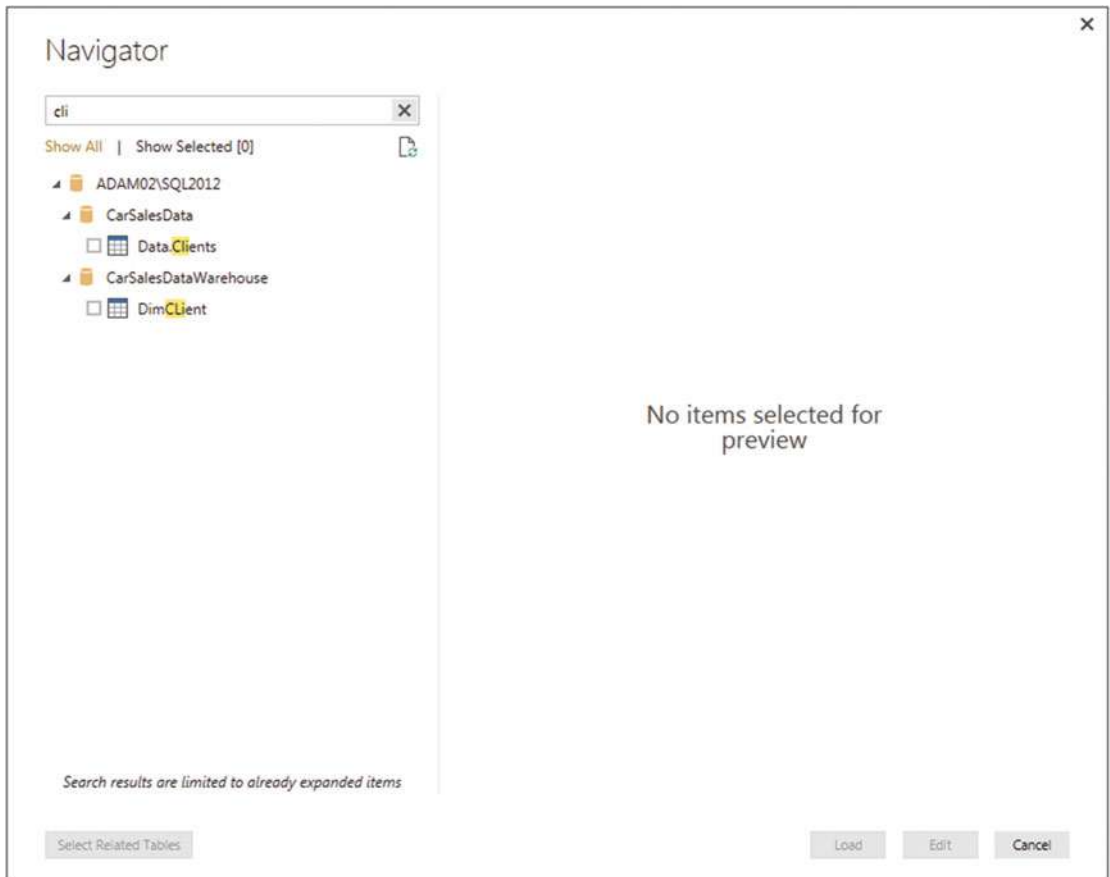 Navigator
cli
Show All | Show Selected [0]
ADAM02\SQL2012
CarSalesData
Data.Clients
CarSalesDataWarehouse
DimCLient
No items selected for
preview
Search results are limited to already expanded items
Select Related Tables
Load
Edit
Cancel